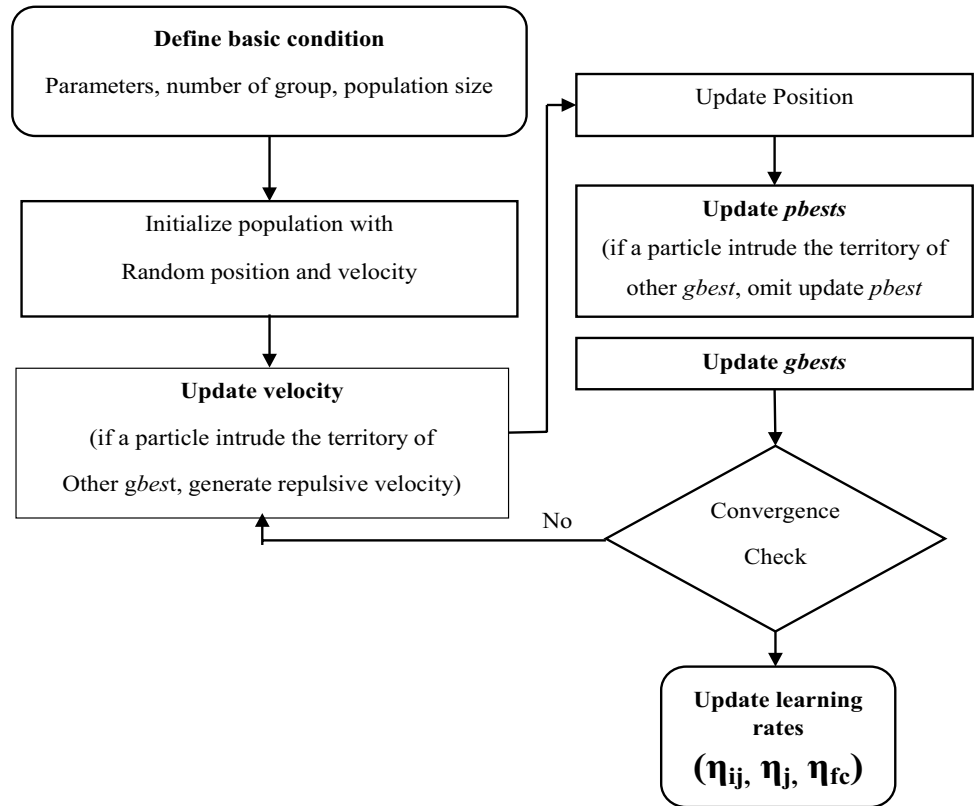 Define basic condition
Parameters, number of group, population size
Initialize population with
Random position and velocity
Update velocity
(if a particle intrude the territory of
Other gbest, generate repulsive velocity)
Update Position
Update pbests
(if a particle intrude the territory of
other gbest, omit update pbest
Update gbests
Convergence
Check
No
Update learning
rates
(ηij, ηj, ηfc)